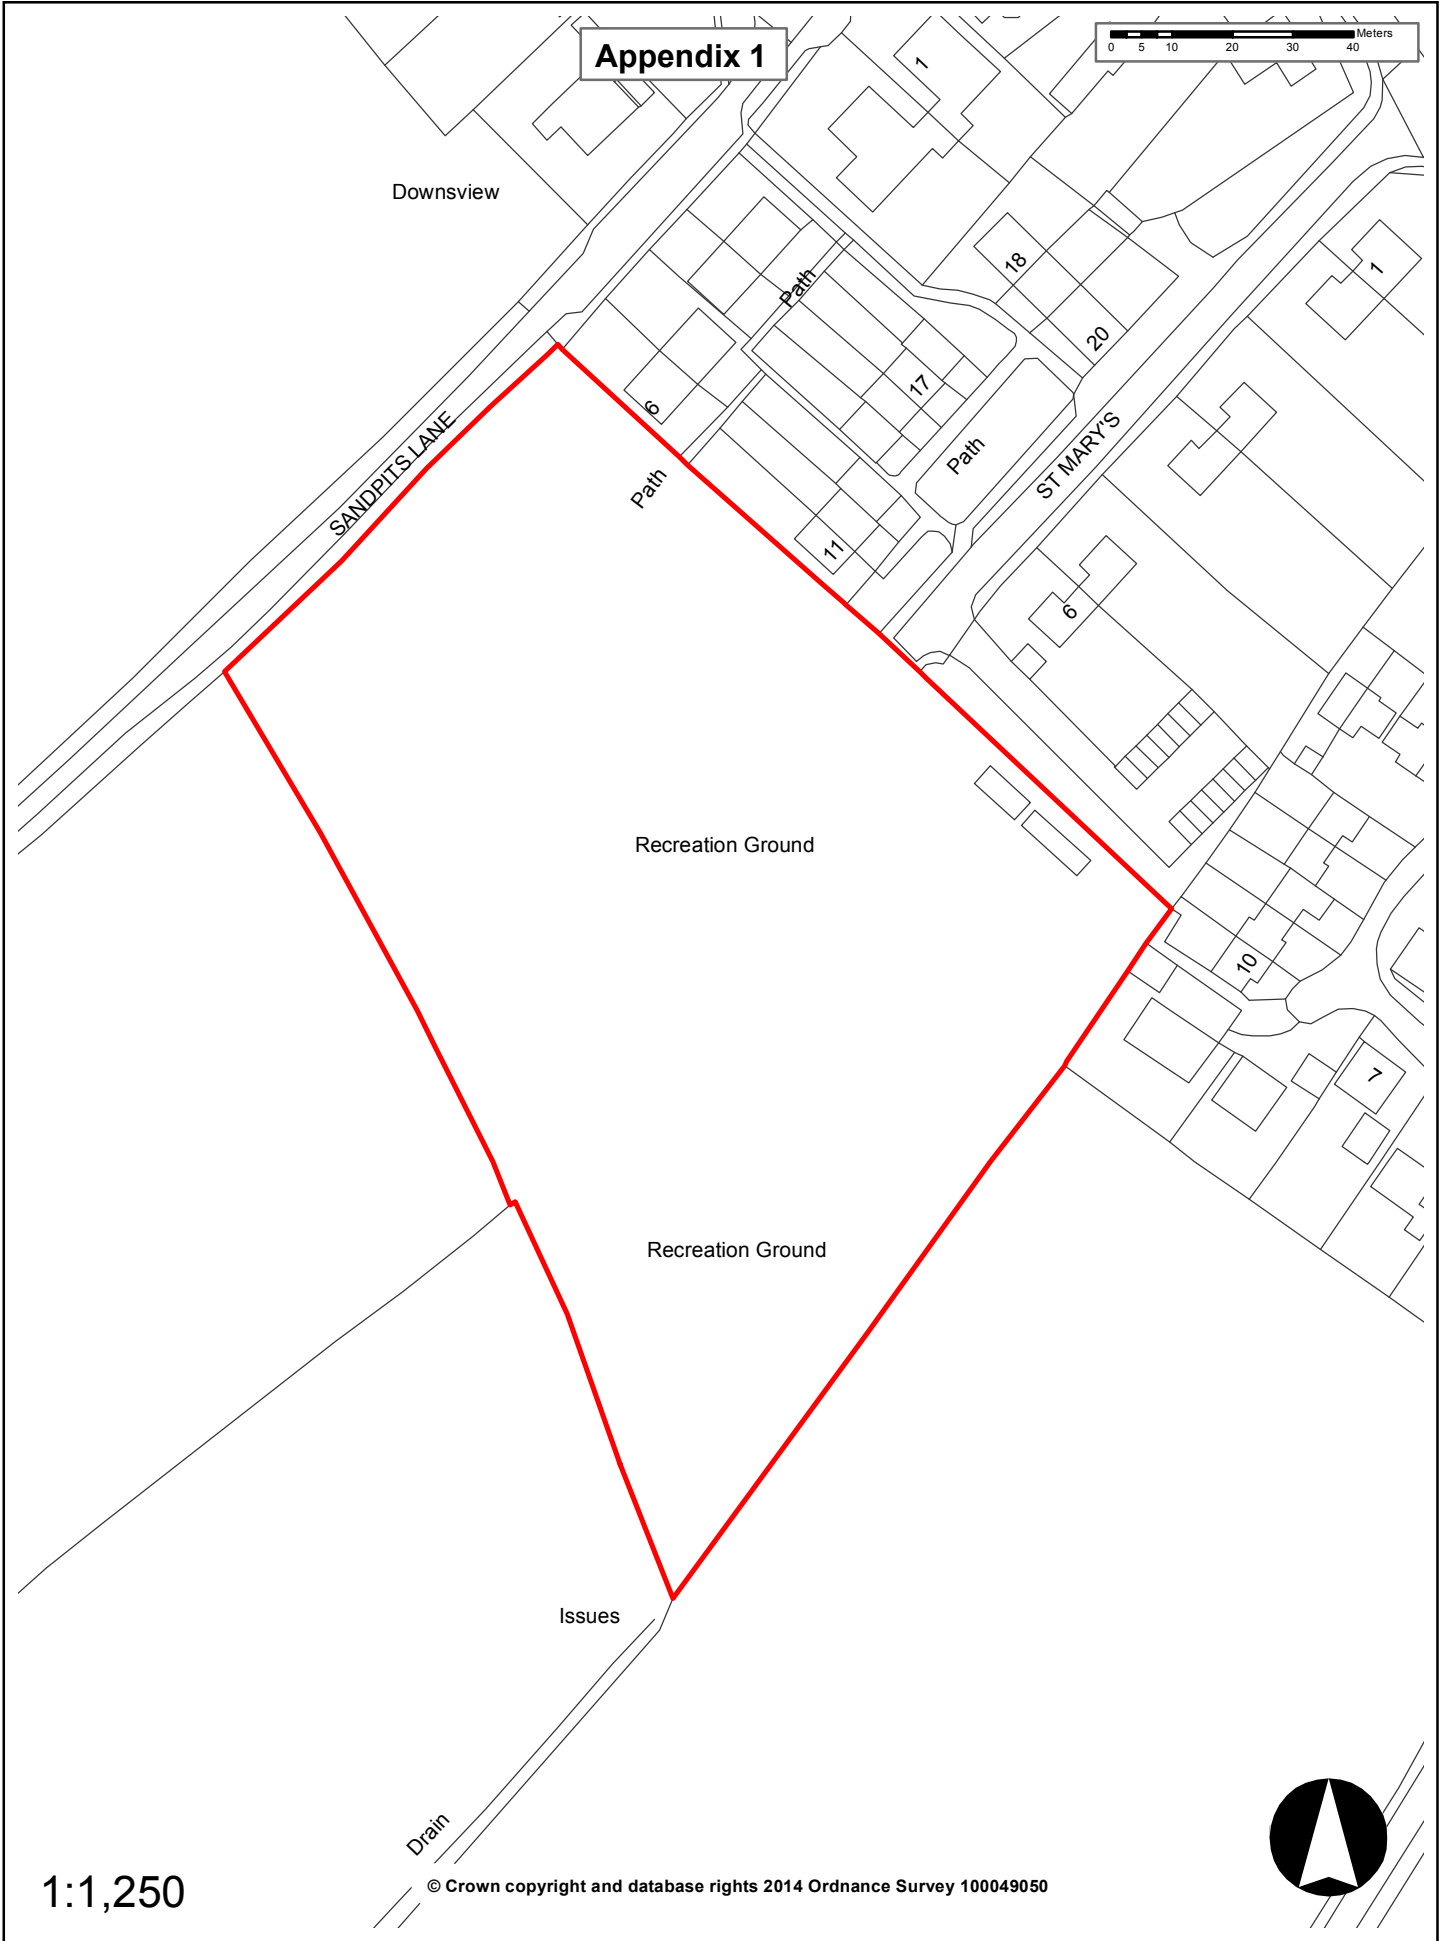 Appendix 1
Meters
0 5 10 20 30 40
1
Downsview
18
1
Path
20
17
6
SANDPITS LANE
ST MARY'S
Path
Path
11
6
Recreation Ground
10
7
Recreation Ground
Issues
Drain
1:1,250
© Crown copyright and database rights 2014 Ordnance Survey 100049050